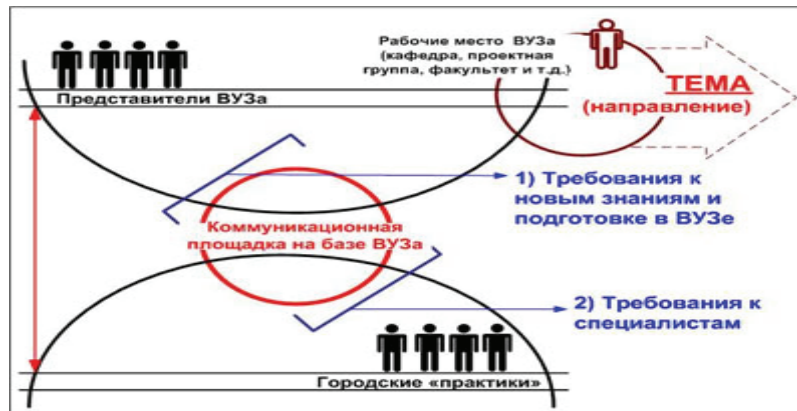 Рабочие место ВУЗа
(кафедра, проектная
группа, факультет и т.д.)
ТЕМА
(направление)
Представители ВУЗа
1) Требования к
новым знаниям и
подготовке в ВУЗе
Коммуникационная
площадка на базе ВУЗа
2) Требования к
специалистам
Городские «практики»